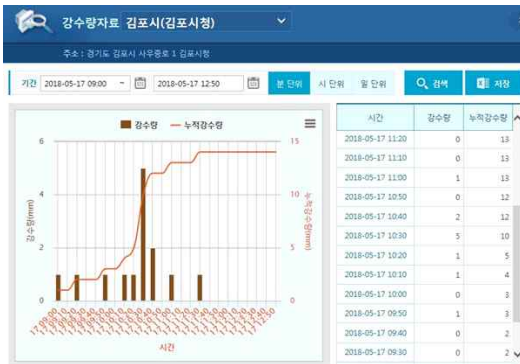 강수량자료 김포시(김포시청)
주소 : 경기도 김포시 사우중로 1 김포시청
기간 2018-05-17 09:00 ~ 2018-05-17 12:50 분 단위 시 단위 일 단위 검색 저장
강수량 누적강수량
강수량(mm)
6
4
2
0
누적강수량(mm)
15
10
5
0
시간
시간 강수량 누적강수량
2018-05-17 11:20 0 13
2018-05-17 11:10 0 13
2018-05-17 11:00 1 13
2018-05-17 10:50 0 12
2018-05-17 10:40 2 12
2018-05-17 10:30 5 10
2018-05-17 10:20 1 5
2018-05-17 10:10 1 4
2018-05-17 10:00 0 3
2018-05-17 09:50 1 3
2018-05-17 09:40 0 2
2018-05-17 09:30 0 2